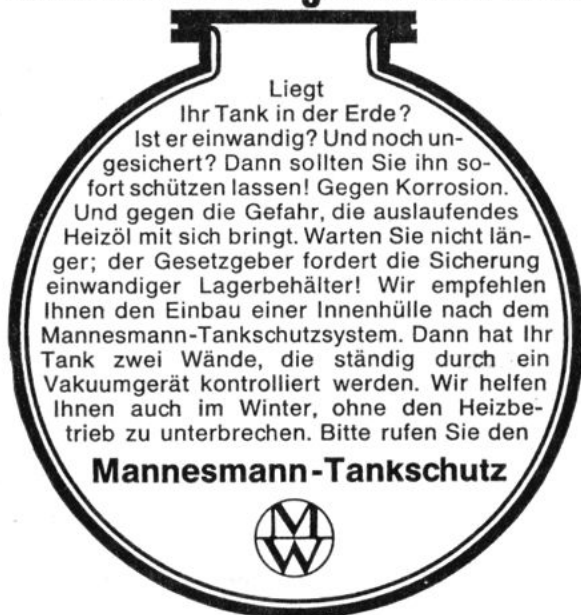 Liegt
Ihr Tank in der Erde?
Ist er einwandig? Und noch un-
gesichert? Dann sollten Sie ihn so-
fort schützen lassen! Gegen Korrosion.
Und gegen die Gefahr, die auslaufendes
Heizöl mit sich bringt. Warten Sie nicht län-
ger; der Gesetzgeber fordert die Sicherung
einwandiger Lagerbehälter! Wir empfehlen
Ihnen den Einbau einer Innenhülle nach dem
Mannesmann-Tankschutzsystem. Dann hat Ihr
Tank zwei Wände, die ständig durch ein
Vakuumgerät kontrolliert werden. Wir helfen
Ihnen auch im Winter, ohne den Heizbe-
trieb zu unterbrechen. Bitte rufen Sie den
Mannesmann-Tankschutz
MW